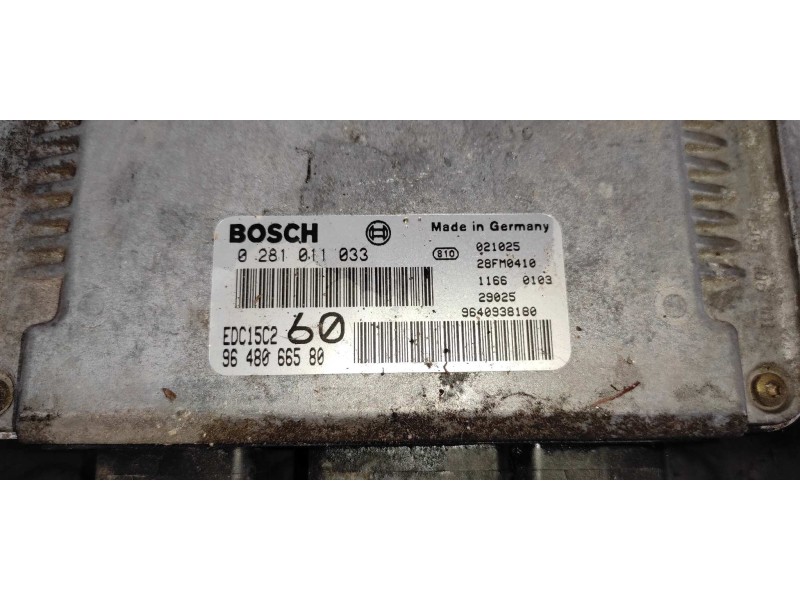 BOSCH
Made in Germany
0 281 011 033
810
021025
28FM0410
1166 0103
29025
9640938180
EDC15C2 60
96 480 665 80